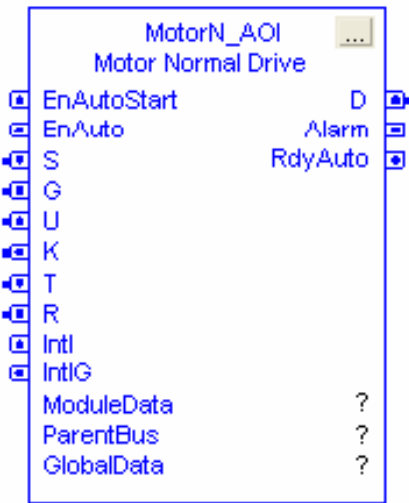 MotorN_AOI ...
Motor Normal Drive
EnAutoStart D
EnAuto Alarm
S RdyAuto
G
U
K
T
R
Intl
IntlG
ModuleData ?
ParentBus ?
GlobalData ?